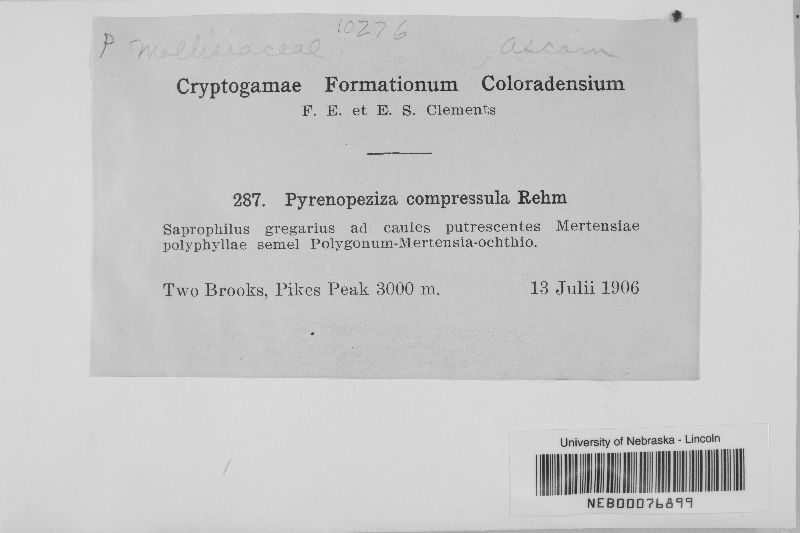 10276
P Mollisiaceae Ascom
Cryptogamae Formationum Coloradensium
F. E. et E. S. Clements
287. Pyrenopeziza compressula Rehm
Saprophilus gregarius ad caules putrescentes Mertensiae
polyphyllae semel Polygonum-Mertensia-ochthio.
Two Brooks, Pikes Peak 3000 m. 13 Julii 1906
University of Nebraska - Lincoln
NEB00076899